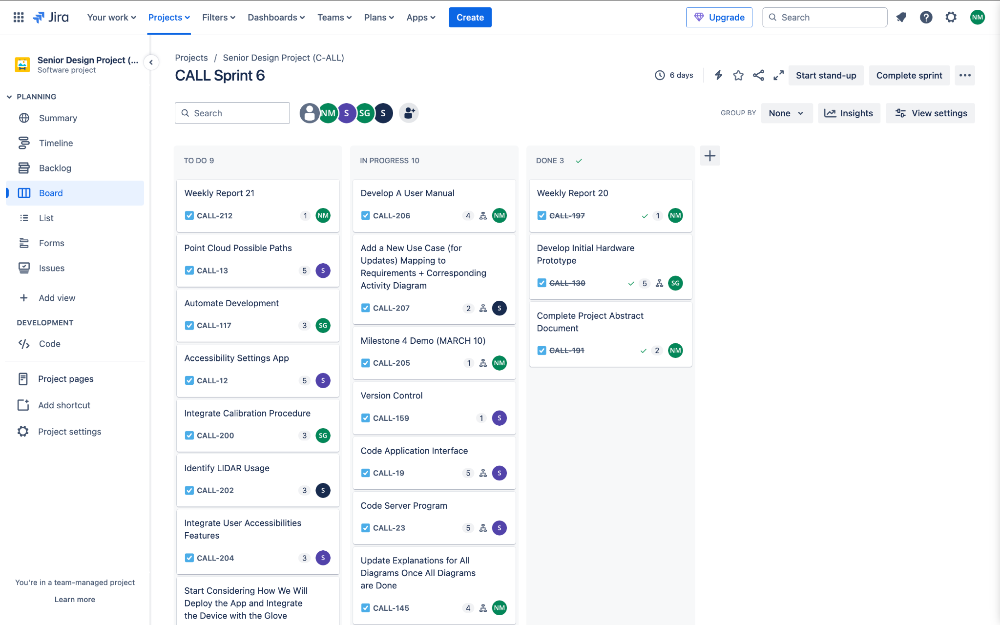 Jira
Your work
Projects
Filters
Dashboards
Teams
Plans
Apps
Create
Upgrade
Search
NM
Senior Design Project (...
Software project
PLANNING
Summary
Timeline
Backlog
Board
List
Forms
Issues
Add view
DEVELOPMENT
Code
Project pages
Add shortcut
Project settings
You're in a team-managed project
Learn more
Projects / Senior Design Project (C-ALL)
CALL Sprint 6
6 days
Start stand-up
Complete sprint
Search
NM S SG S
GROUP BY
None
Insights
View settings
TO DO 9
Weekly Report 21
CALL-212 1 NM
Point Cloud Possible Paths
CALL-13 5 S
Automate Development
CALL-117 3 SG
Accessibility Settings App
CALL-12 5 S
Integrate Calibration Procedure
CALL-200 3 SG
Identify LIDAR Usage
CALL-202 3 S
Integrate User Accessibilities
Features
CALL-204 3 S
Start Considering How We Will
Deploy the App and Integrate
the Device with the Glove
IN PROGRESS 10
Develop A User Manual
CALL-206 4 NM
Add a New Use Case (for
Updates) Mapping to
Requirements + Corresponding
Activity Diagram
CALL-207 2 S
Milestone 4 Demo (MARCH 10)
CALL-205 1 NM
Version Control
CALL-159 1 S
Code Application Interface
CALL-19 5 S
Code Server Program
CALL-23 5 S
Update Explanations for All
Diagrams Once All Diagrams
are Done
CALL-145 4 NM
DONE 3
Weekly Report 20
CALL-197 1 NM
Develop Initial Hardware
Prototype
CALL-130 5 SG
Complete Project Abstract
Document
CALL-191 2 NM